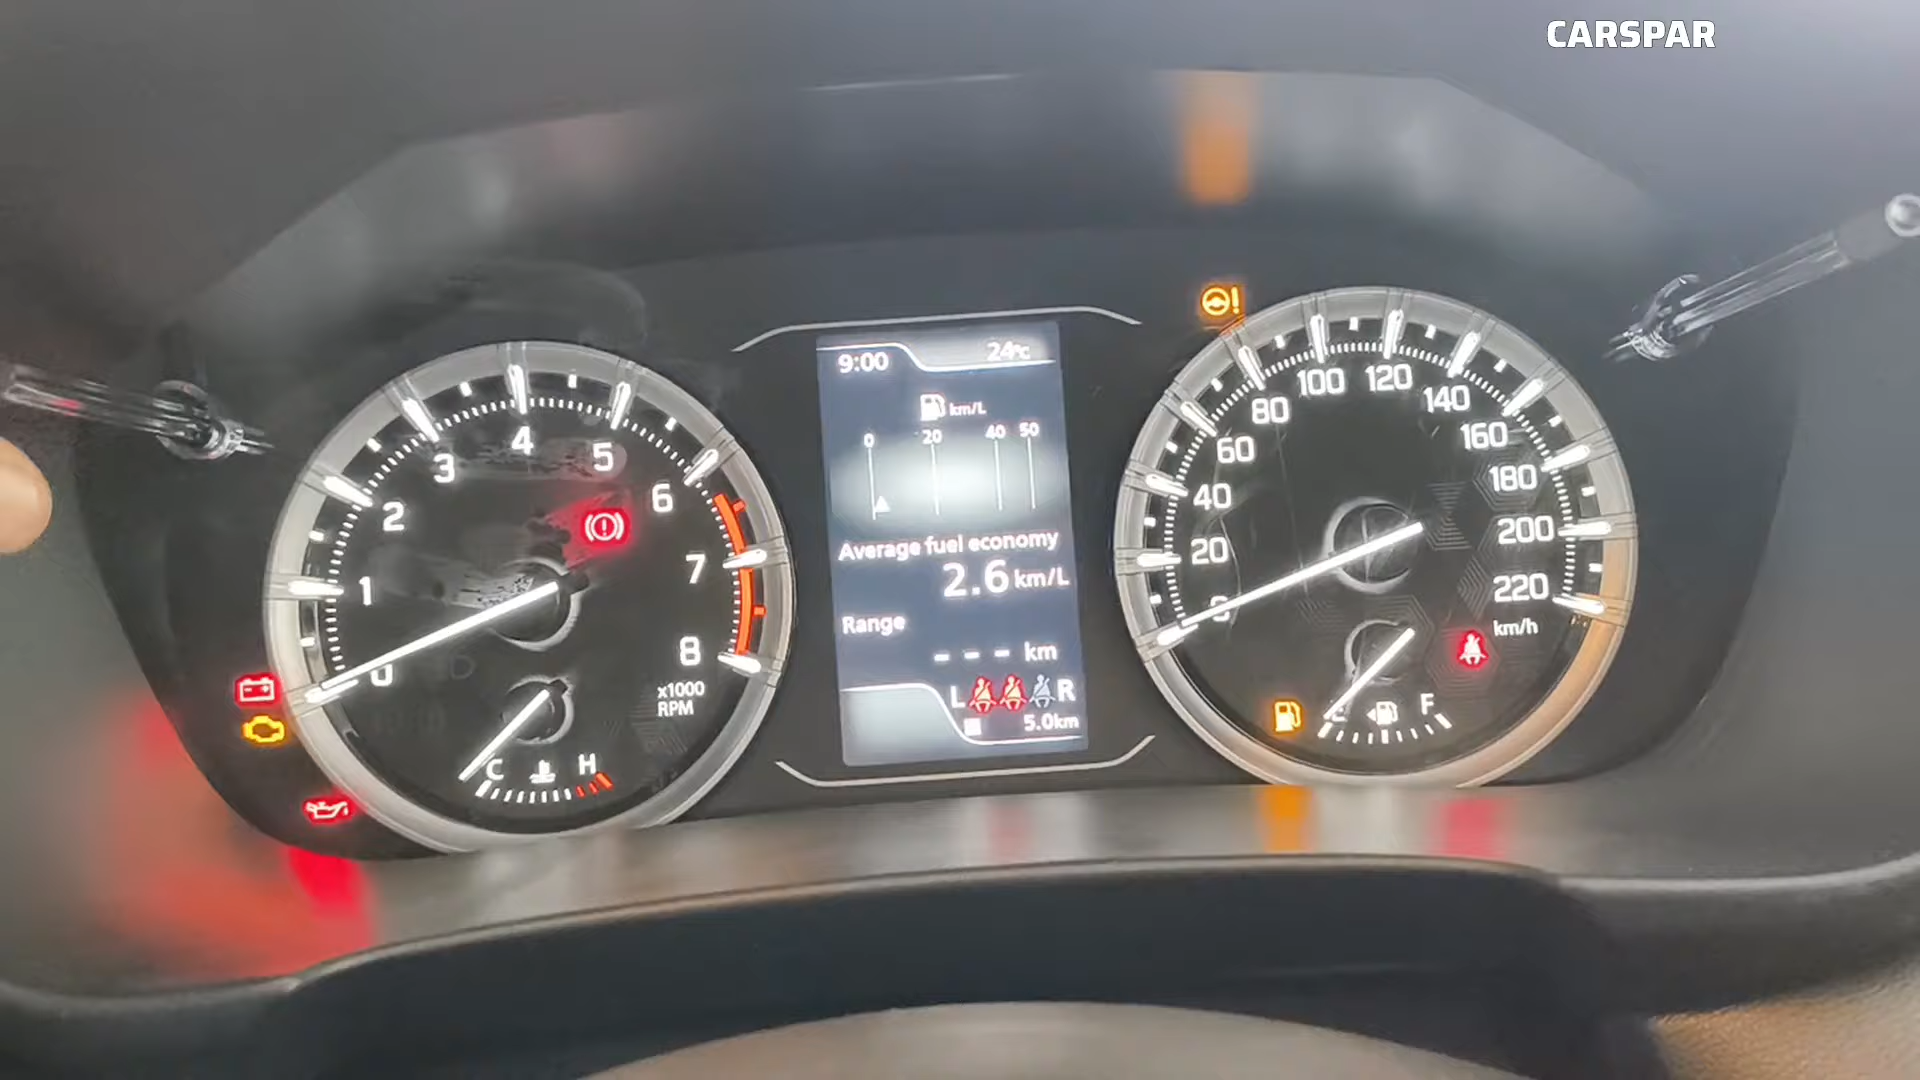 CARSPAR
0
1
2
3
4
5
6
7
8
x1000
RPM
C
H
9:00
24°C
km/L
0 20 40 50
Average fuel economy
2.6 km/L
Range
--- km
L R
5.0km
0
20
40
60
80
100
120
140
160
180
200
220
km/h
E
F